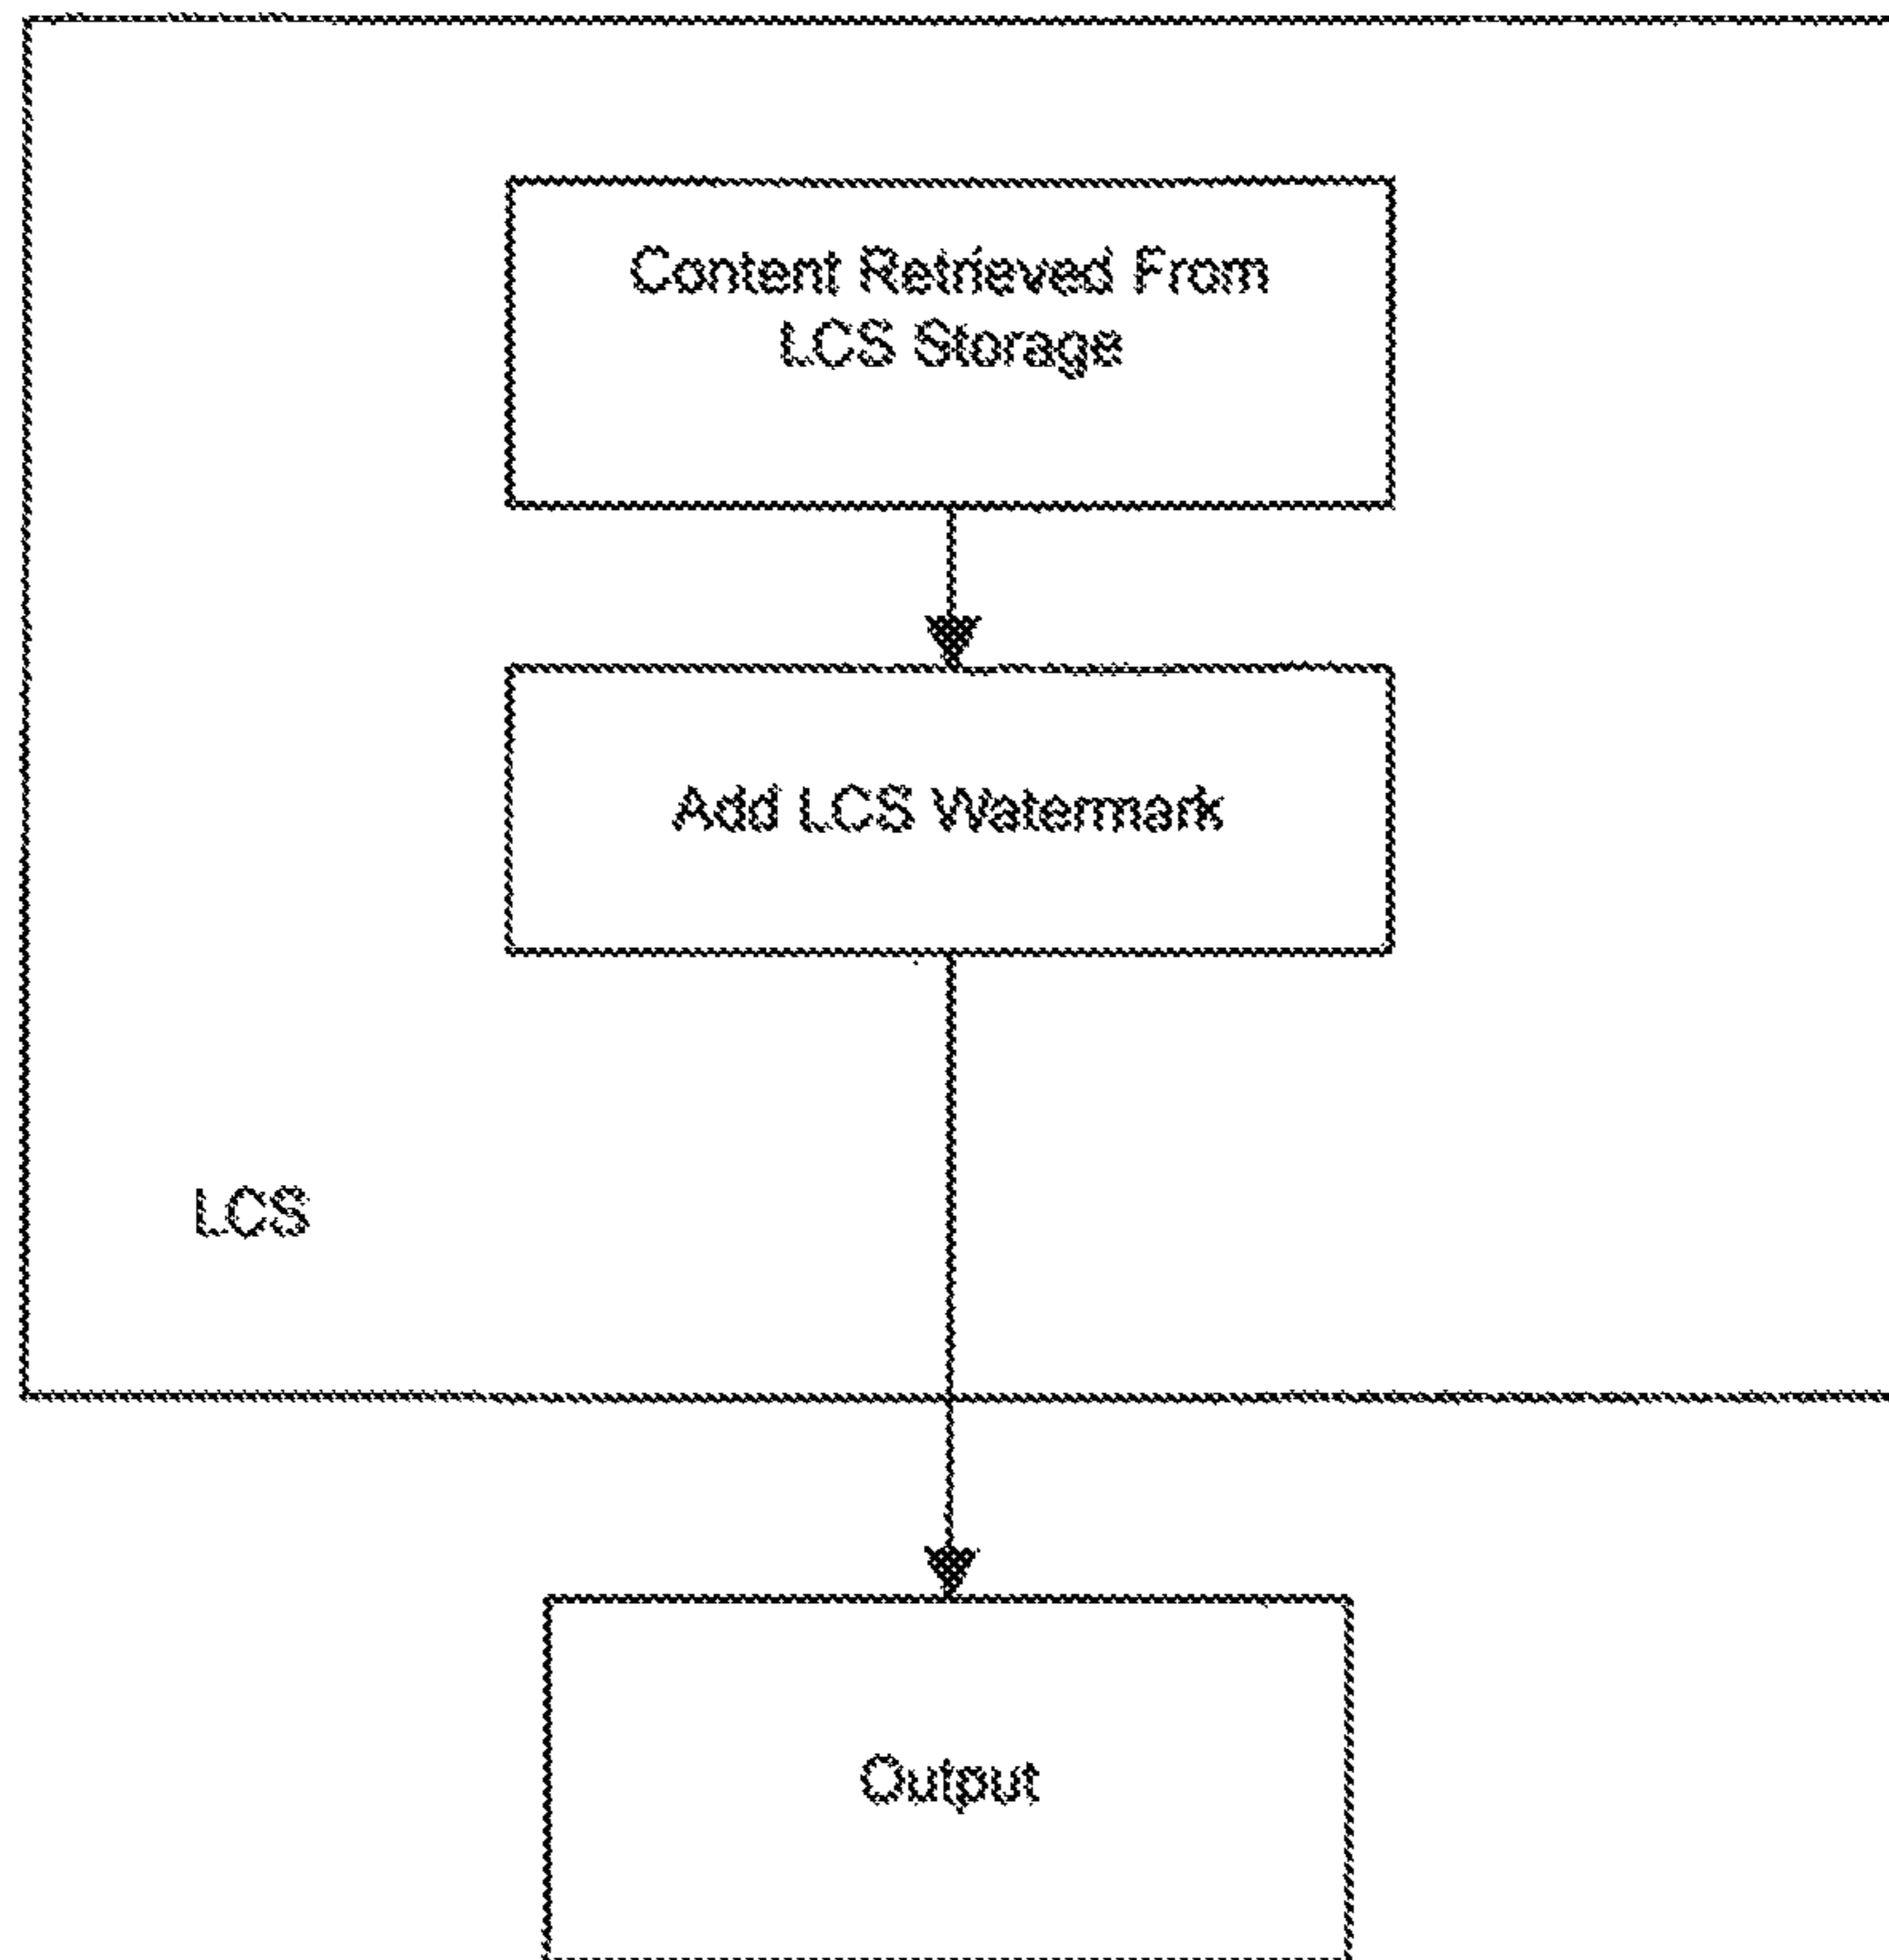 Content Retrieved From
LCS Storage
Add LCS Watermark
LCS
Output